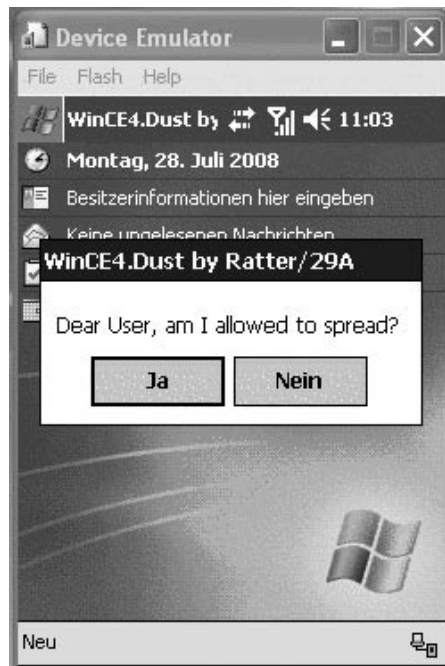 Device Emulator
File Flash Help
WinCE4.Dust by 11:03
Montag, 28. Juli 2008
Besitzerinformationen hier eingeben
Keine ungelesenen Nachrichten
WinCE4.Dust by Ratter/29A
Dear User, am I allowed to spread?
Ja Nein
Neu